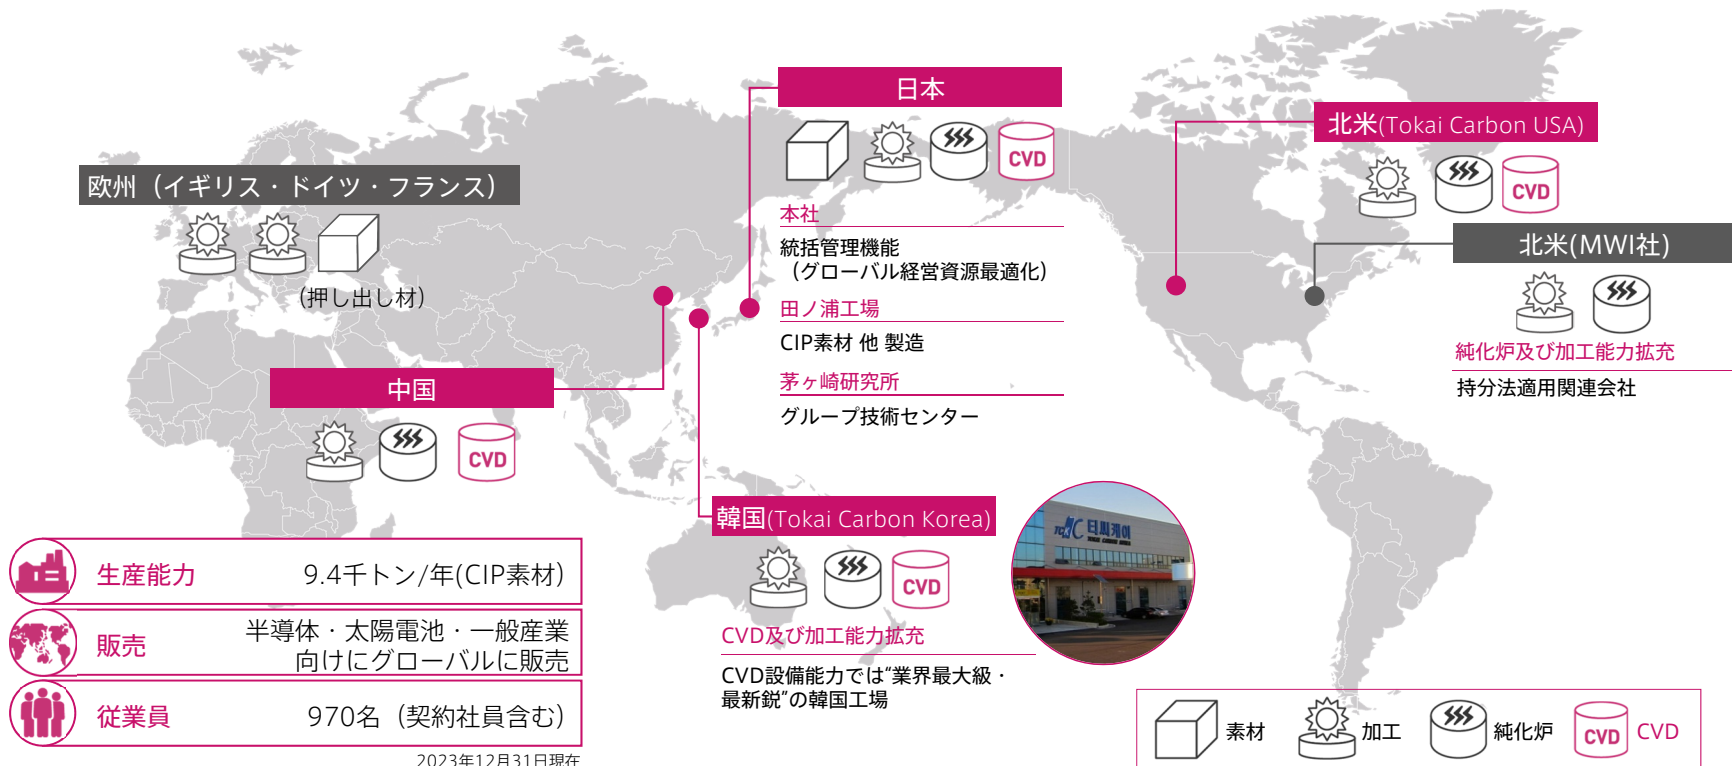 日本
CVD
本社
統括管理機能
（グローバル経営資源最適化）
田ノ浦工場
CIP素材 他 製造
茅ヶ崎研究所
グループ技術センター
北米(Tokai Carbon USA)
CVD
北米(MWI社)
純化炉及び加工能力拡充
持分法適用関連会社
欧州（イギリス・ドイツ・フランス）
（押し出し材）
中国
CVD
韓国(Tokai Carbon Korea)
CVD
CVD及び加工能力拡充
CVD設備能力では“業界最大級・
最新鋭”の韓国工場
TCK 티씨케이
生産能力 9.4千トン/年(CIP素材)
販売 半導体・太陽電池・一般産業
向けにグローバルに販売
従業員 970名（契約社員含む）
2023年12月31日現在
素材 加工 純化炉 CVD CVD